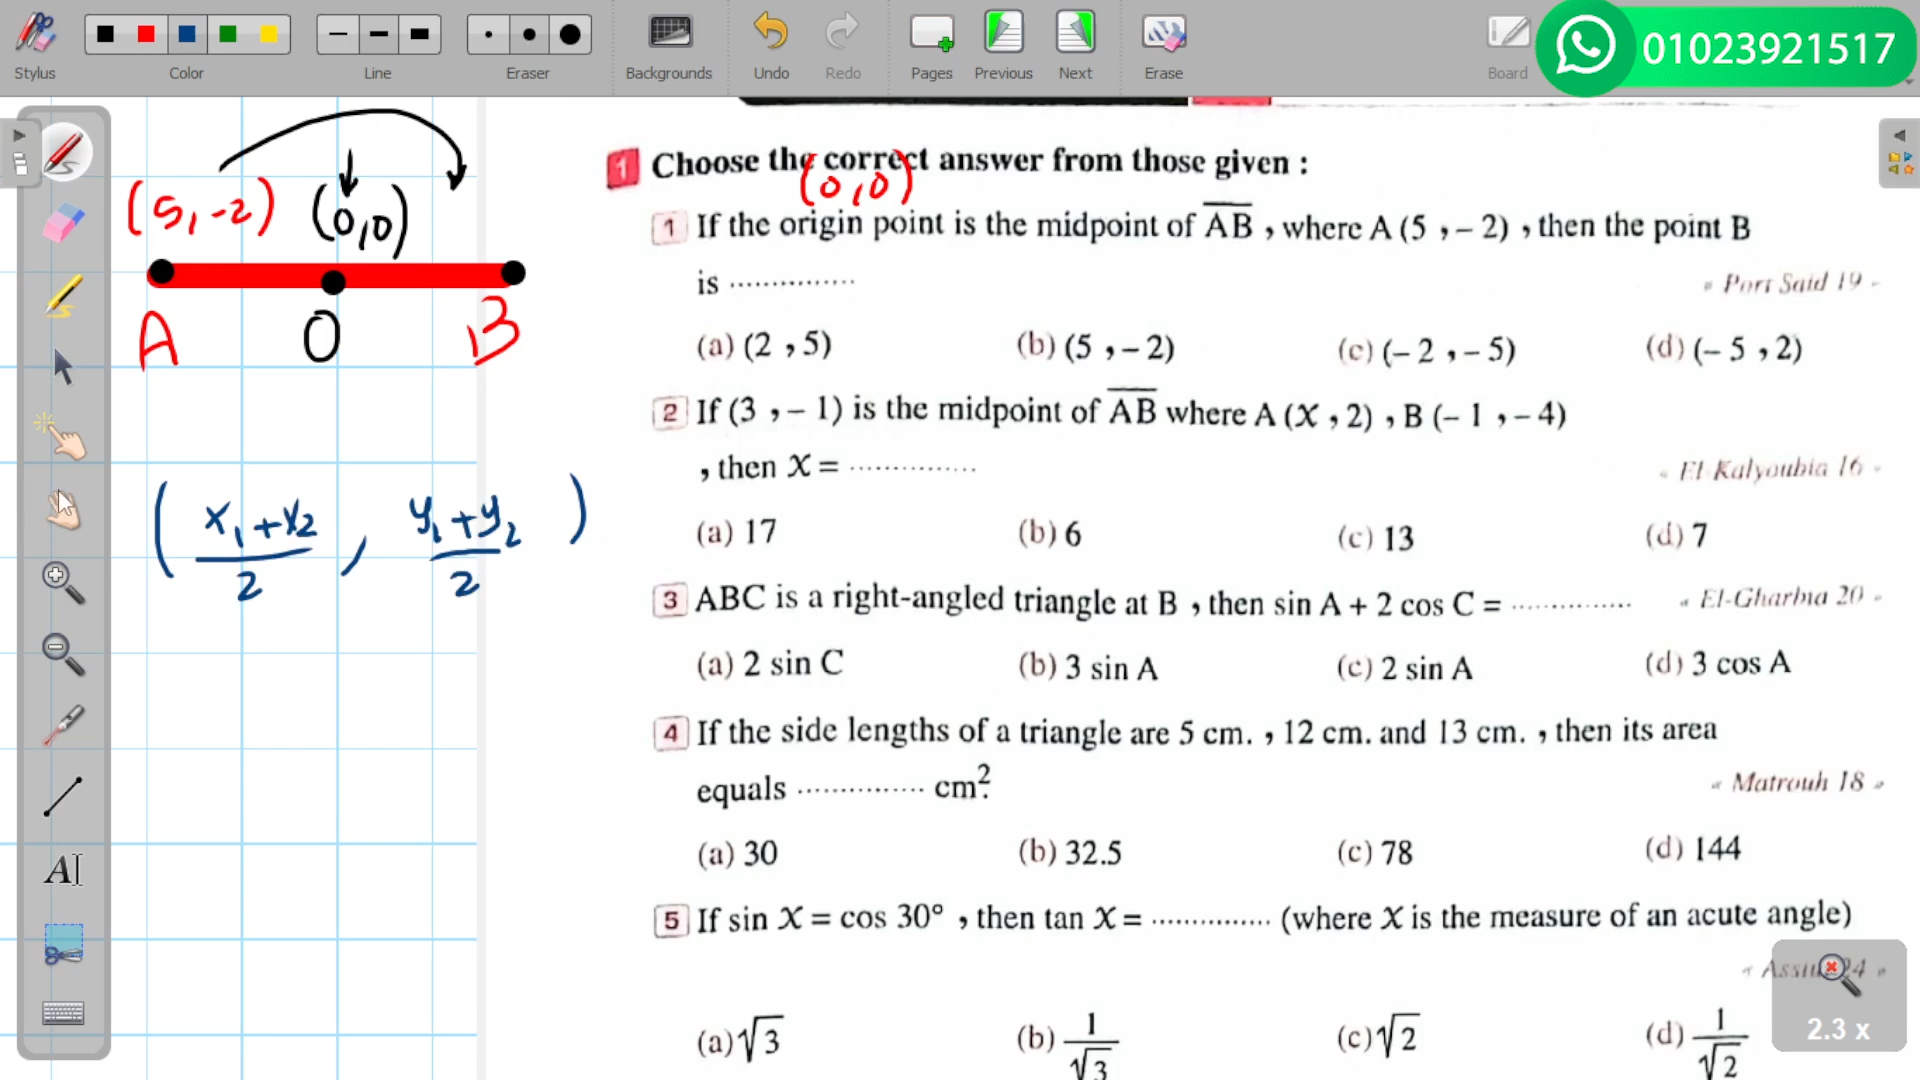 Stylus
Color
Line
Eraser
Backgrounds
Undo
Redo
Pages
Previous
Next
Erase
Board
01023921517
(5, -2) (0,0)
A O B
( x₁ + x₂ / 2 , y₁ + y₂ / 2 )
1 Choose the correct answer from those given :
(0,0)
1 If the origin point is the midpoint of A̅B̅ , where A (5 , – 2) , then the point B
is ..............
« Port Said 19 »
(a) (2 , 5) (b) (5 , – 2) (c) (– 2 , – 5) (d) (– 5 , 2)
2 If (3 , – 1) is the midpoint of A̅B̅ where A (X , 2) , B (– 1 , – 4)
, then X = ..............
« El-Kalyoubia 16 »
(a) 17 (b) 6 (c) 13 (d) 7
3 ABC is a right-angled triangle at B , then sin A + 2 cos C = ..............
« El-Gharbia 20 »
(a) 2 sin C (b) 3 sin A (c) 2 sin A (d) 3 cos A
4 If the side lengths of a triangle are 5 cm. , 12 cm. and 13 cm. , then its area
equals .............. cm².
« Matrouh 18 »
(a) 30 (b) 32.5 (c) 78 (d) 144
5 If sin X = cos 30° , then tan X = .............. (where X is the measure of an acute angle)
(a) √3 (b) 1/√3 (c) √2 (d) 1/√2
2.3 x
AI